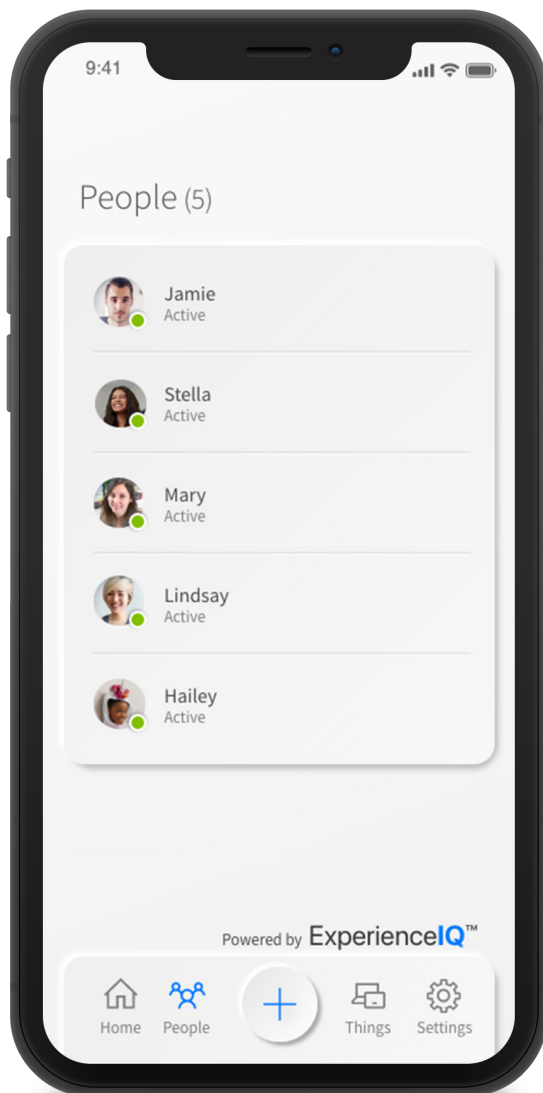 9:41
People (5)
Jamie
Active
Stella
Active
Mary
Active
Lindsay
Active
Hailey
Active
Powered by ExperienceIQ™
Home People Things Settings